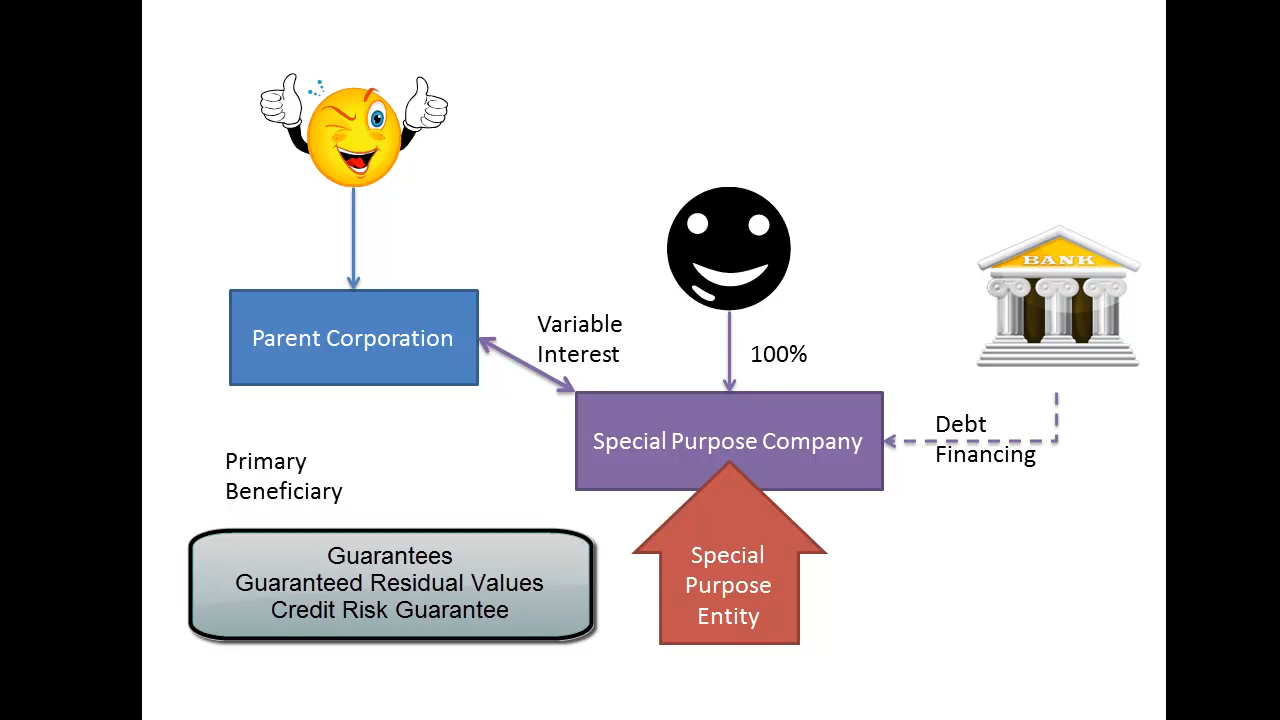 BANK
Parent Corporation
Variable
Interest
100%
Special Purpose Company
Debt
Financing
Primary
Beneficiary
Guarantees
Guaranteed Residual Values
Credit Risk Guarantee
Special
Purpose
Entity